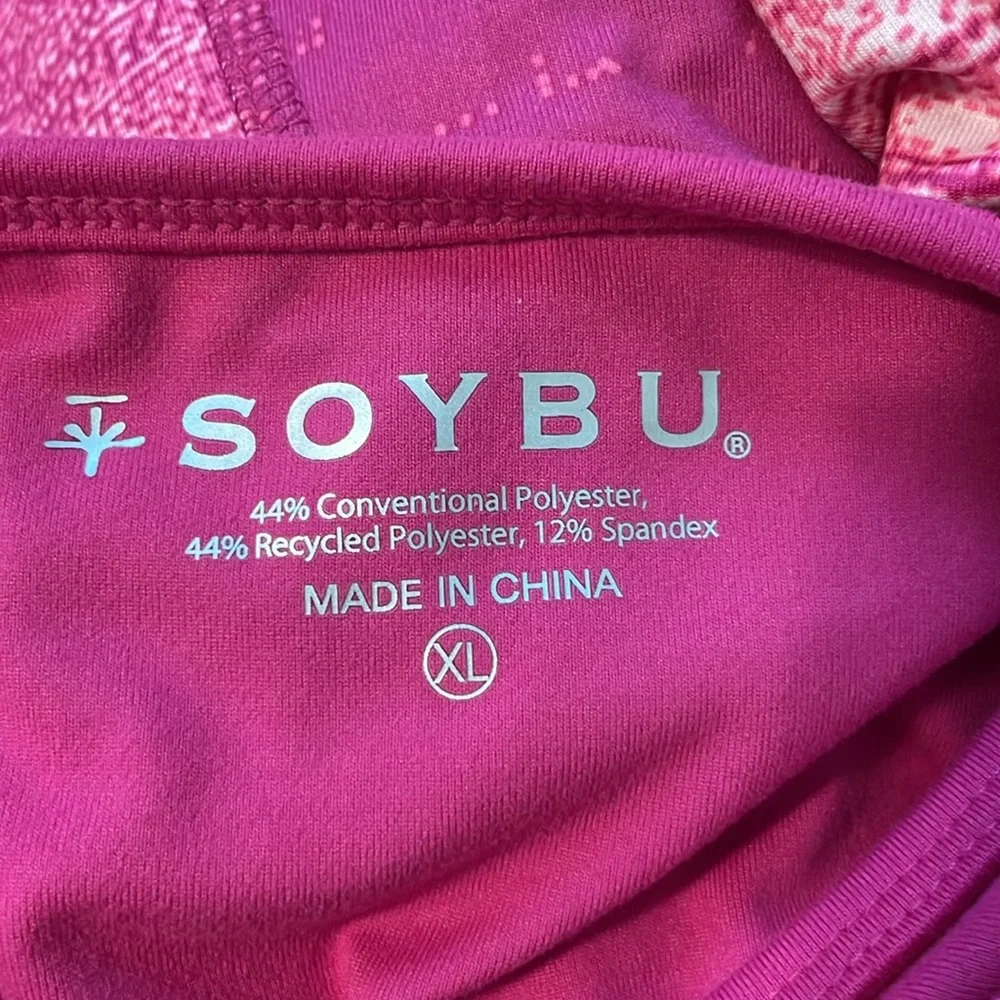 SOYBU®
44% Conventional Polyester,
44% Recycled Polyester, 12% Spandex
MADE IN CHINA
XL